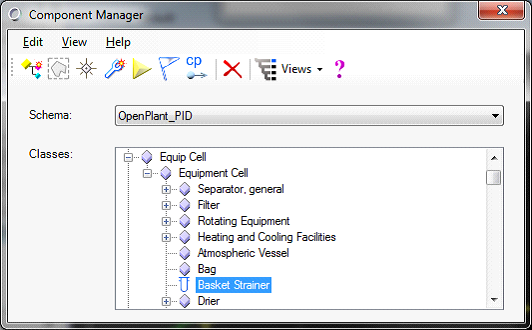 Component Manager
Edit View Help
cp Views ?
Schema: OpenPlant_PID
Classes:
Equip Cell
Equipment Cell
Separator, general
Filter
Rotating Equipment
Heating and Cooling Facilities
Atmospheric Vessel
Bag
Basket Strainer
Drier